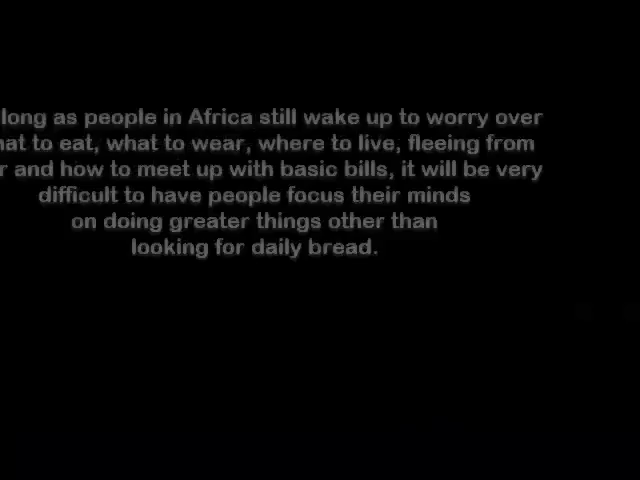 long as people in Africa still wake up to worry over
to eat, what to wear, where to live, fleeing from
and how to meet up with basic bills, it will be very
difficult to have people focus their minds
on doing greater things other than
looking for daily bread.